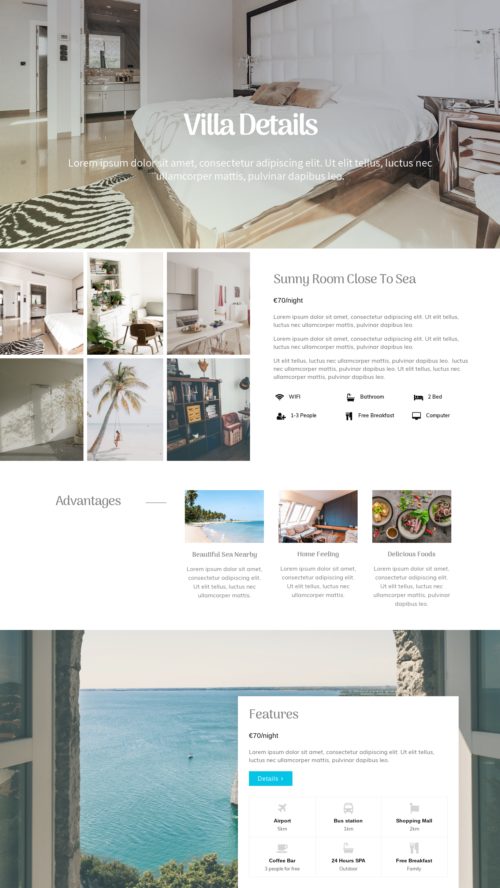 Villa Details
Lorem ipsum dolor sit amet, consectetur adipiscing elit. Ut elit tellus, luctus nec
ullamcorper mattis, pulvinar dapibus leo.
Sunny Room Close To Sea
€70/night
Lorem ipsum dolor sit amet, consectetur adipiscing elit. Ut elit tellus,
luctus nec ullamcorper mattis, pulvinar dapibus leo
Lorem ipsum dolor sit amet, consectetur adipiscing elit. Ut elit tellus,
luctus nec ullamcorper mattis, pulvinar dapibus leo.
Ut elit tellus, luctus nec ullamcorper mattis, pulvinar dapibus leo. luctus
nec ullamcorper mattis, pulvinar dapibus leo. Ut elit tellus, luctus nec
ullamcorper mattis, pulvinar dapibus leo.
WIFI
Bathroom
2 Bed
1-3 People
Free Breakfast
Computer
Advantages
Beautiful Sea Nearby
Lorem ipsum dolor sit
amet, consectetur
adipiscing elit.
Ut elit tellus, luctus nec
ullamcorper mattis.
Home Feeling
Lorem ipsum dolor sit
amet, consectetur
adipiscing elit.
Ut elit tellus, luctus nec
ullamcorper mattis.
Delicious Foods
Lorem ipsum dolor sit
amet, consectetur
adipiscing elit. Ut elit
tellus, luctus nec
ullamcorper mattis, pulvinar
dapibus leo.
Features
€70/night
Lorem ipsum dolor sit amet, consectetur adipiscing elit. Ut elit tellus,
luctus nec ullamcorper mattis, pulvinar dapibus leo.
Details ›
Airport
5km
Bus station
1km
Shopping Mall
2km
Coffee Bar
3 people for free
24 Hours SPA
Outdoor
Free Breakfast
Family